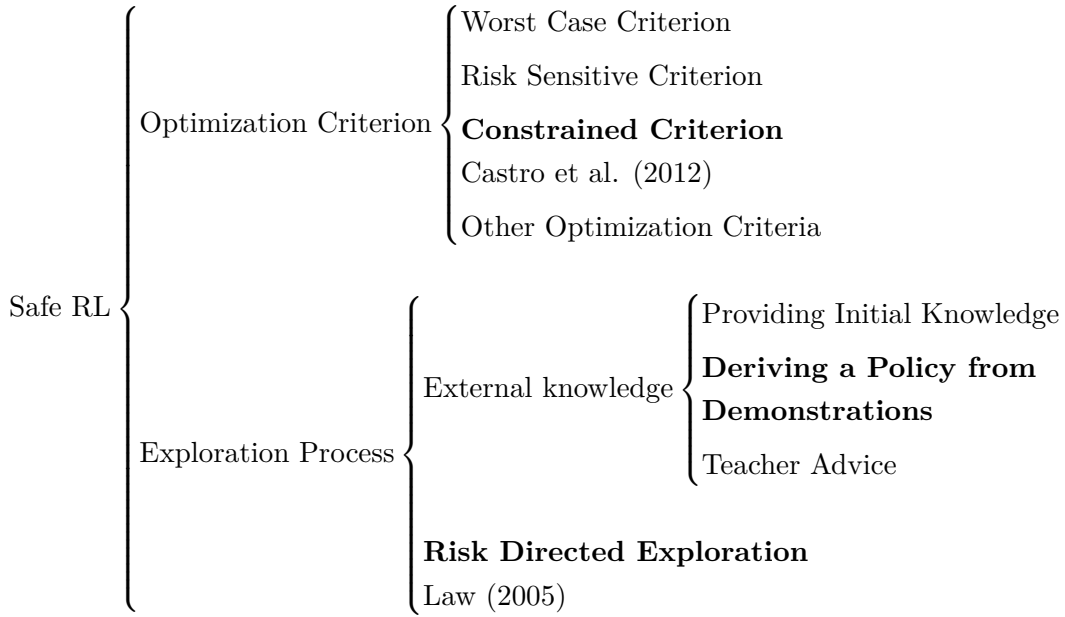 Worst Case Criterion
Risk Sensitive Criterion
Optimization Criterion
Constrained Criterion
Castro et al. (2012)
Other Optimization Criteria
Safe RL
Providing Initial Knowledge
External knowledge
Deriving a Policy from
Demonstrations
Exploration Process
Teacher Advice
Risk Directed Exploration
Law (2005)